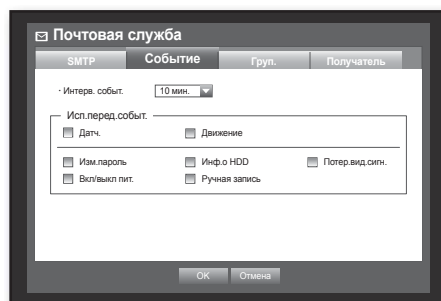 Почтовая служба
SMTP Событие Груп. Получатель
· Интерв. событ. 10 мин.
Исп.перед.событ.
Датч. Движение
Изм.пароль Инф.о HDD Потер.вид.сигн.
Вкл/выкл пит. Ручная запись
OK Отмена